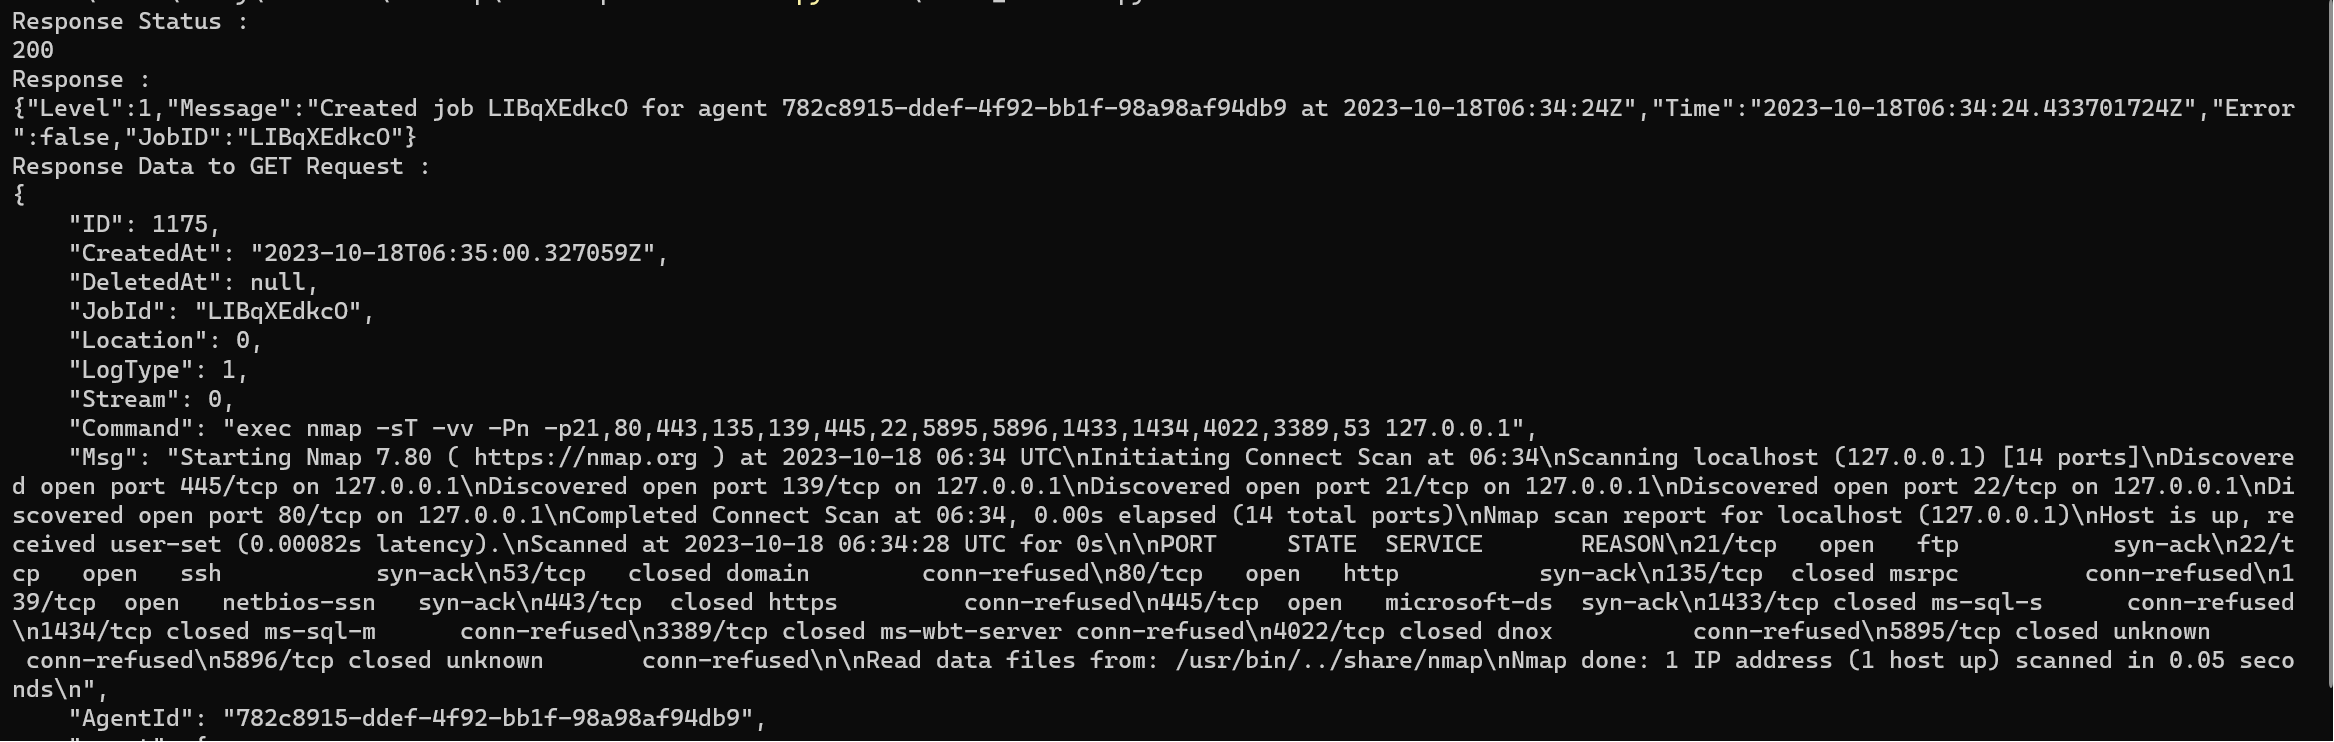 Response Status :
200
Response :
{"Level":1,"Message":"Created job LIBqXEdkcO for agent 782c8915-ddef-4f92-bb1f-98a98af94db9 at 2023-10-18T06:34:24Z","Time":"2023-10-18T06:34:24.433701724Z","Error
":false,"JobID":"LIBqXEdkcO"}
Response Data to GET Request :
{
    "ID": 1175,
    "CreatedAt": "2023-10-18T06:35:00.327059Z",
    "DeletedAt": null,
    "JobId": "LIBqXEdkcO",
    "Location": 0,
    "LogType": 1,
    "Stream": 0,
    "Command": "exec nmap -sT -vv -Pn -p21,80,443,135,139,445,22,5895,5896,1433,1434,4022,3389,53 127.0.0.1",
    "Msg": "Starting Nmap 7.80 ( https://nmap.org ) at 2023-10-18 06:34 UTC\nInitiating Connect Scan at 06:34\nScanning localhost (127.0.0.1) [14 ports]\nDiscovere
d open port 445/tcp on 127.0.0.1\nDiscovered open port 139/tcp on 127.0.0.1\nDiscovered open port 21/tcp on 127.0.0.1\nDiscovered open port 22/tcp on 127.0.0.1\nDi
scovered open port 80/tcp on 127.0.0.1\nCompleted Connect Scan at 06:34, 0.00s elapsed (14 total ports)\nNmap scan report for localhost (127.0.0.1)\nHost is up, re
ceived user-set (0.00082s latency).\nScanned at 2023-10-18 06:34:28 UTC for 0s\n\nPORT     STATE  SERVICE       REASON\n21/tcp   open   ftp           syn-ack\n22/t
cp   open   ssh           syn-ack\n53/tcp   closed domain        conn-refused\n80/tcp   open   http          syn-ack\n135/tcp  closed msrpc         conn-refused\n1
39/tcp  open   netbios-ssn   syn-ack\n443/tcp  closed https         conn-refused\n445/tcp  open   microsoft-ds  syn-ack\n1433/tcp closed ms-sql-s      conn-refused
\n1434/tcp closed ms-sql-m      conn-refused\n3389/tcp closed ms-wbt-server conn-refused\n4022/tcp closed dnox          conn-refused\n5895/tcp closed unknown
 conn-refused\n5896/tcp closed unknown       conn-refused\n\nRead data files from: /usr/bin/../share/nmap\nNmap done: 1 IP address (1 host up) scanned in 0.05 seco
nds\n",
    "AgentId": "782c8915-ddef-4f92-bb1f-98a98af94db9",